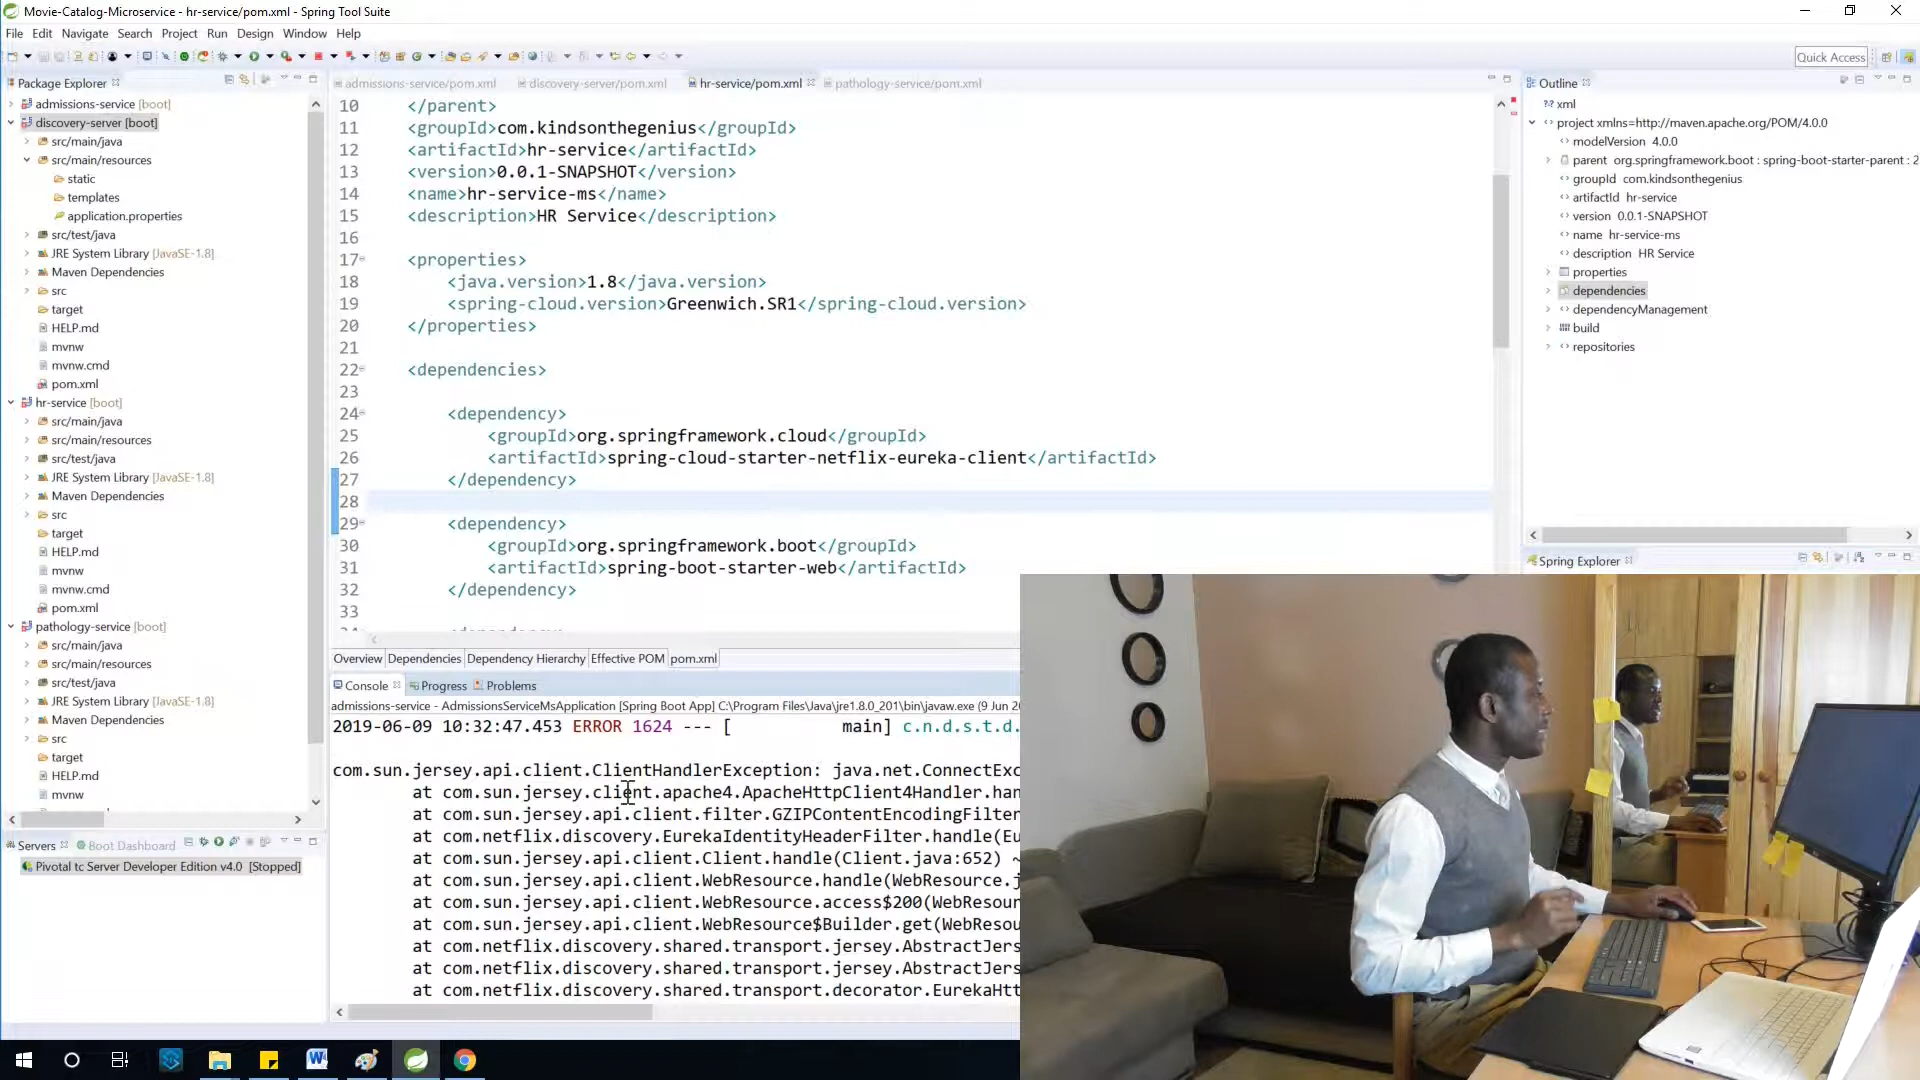 Movie-Catalog-Microservice - hr-service/pom.xml - Spring Tool Suite
File Edit Navigate Search Project Run Design Window Help
Quick Access
Package Explorer
admissions-service [boot]
discovery-server [boot]
src/main/java
src/main/resources
static
templates
application.properties
src/test/java
JRE System Library [JavaSE-1.8]
Maven Dependencies
src
target
HELP.md
mvnw
mvnw.cmd
pom.xml
hr-service [boot]
src/main/java
src/main/resources
src/test/java
JRE System Library [JavaSE-1.8]
Maven Dependencies
src
target
HELP.md
mvnw
mvnw.cmd
pom.xml
pathology-service [boot]
src/main/java
src/main/resources
src/test/java
JRE System Library [JavaSE-1.8]
Maven Dependencies
src
target
HELP.md
mvnw
Servers Boot Dashboard
Pivotal tc Server Developer Edition v4.0 [Stopped]
admissions-service/pom.xml discovery-server/pom.xml hr-service/pom.xml pathology-service/pom.xml
10 </parent>
11 <groupId>com.kindsonthegenius</groupId>
12 <artifactId>hr-service</artifactId>
13 <version>0.0.1-SNAPSHOT</version>
14 <name>hr-service-ms</name>
15 <description>HR Service</description>
16
17 <properties>
18 <java.version>1.8</java.version>
19 <spring-cloud.version>Greenwich.SR1</spring-cloud.version>
20 </properties>
21
22 <dependencies>
23
24 <dependency>
25 <groupId>org.springframework.cloud</groupId>
26 <artifactId>spring-cloud-starter-netflix-eureka-client</artifactId>
27 </dependency>
28
29 <dependency>
30 <groupId>org.springframework.boot</groupId>
31 <artifactId>spring-boot-starter-web</artifactId>
32 </dependency>
33
Overview Dependencies Dependency Hierarchy Effective POM pom.xml
Console Progress Problems
admissions-service - AdmissionsServiceMsApplication [Spring Boot App] C:\Program Files\Java\jre1.8.0_201\bin\javaw.exe (9 Jun 20
2019-06-09 10:32:47.453 ERROR 1624 --- [ main] c.n.d.s.t.d.
com.sun.jersey.api.client.ClientHandlerException: java.net.ConnectExc
at com.sun.jersey.client.apache4.ApacheHttpClient4Handler.han
at com.sun.jersey.api.client.filter.GZIPContentEncodingFilter
at com.netflix.discovery.EurekaIdentityHeaderFilter.handle(Eu
at com.sun.jersey.api.client.Client.handle(Client.java:652) ~
at com.sun.jersey.api.client.WebResource.handle(WebResource.j
at com.sun.jersey.api.client.WebResource.access$200(WebResour
at com.sun.jersey.api.client.WebResource$Builder.get(WebResou
at com.netflix.discovery.shared.transport.jersey.AbstractJers
at com.netflix.discovery.shared.transport.jersey.AbstractJers
at com.netflix.discovery.shared.transport.decorator.EurekaHtt
Outline
xml
project xmlns=http://maven.apache.org/POM/4.0.0
modelVersion 4.0.0
parent org.springframework.boot : spring-boot-starter-parent : 2
groupId com.kindsonthegenius
artifactId hr-service
version 0.0.1-SNAPSHOT
name hr-service-ms
description HR Service
properties
dependencies
dependencyManagement
build
repositories
Spring Explorer